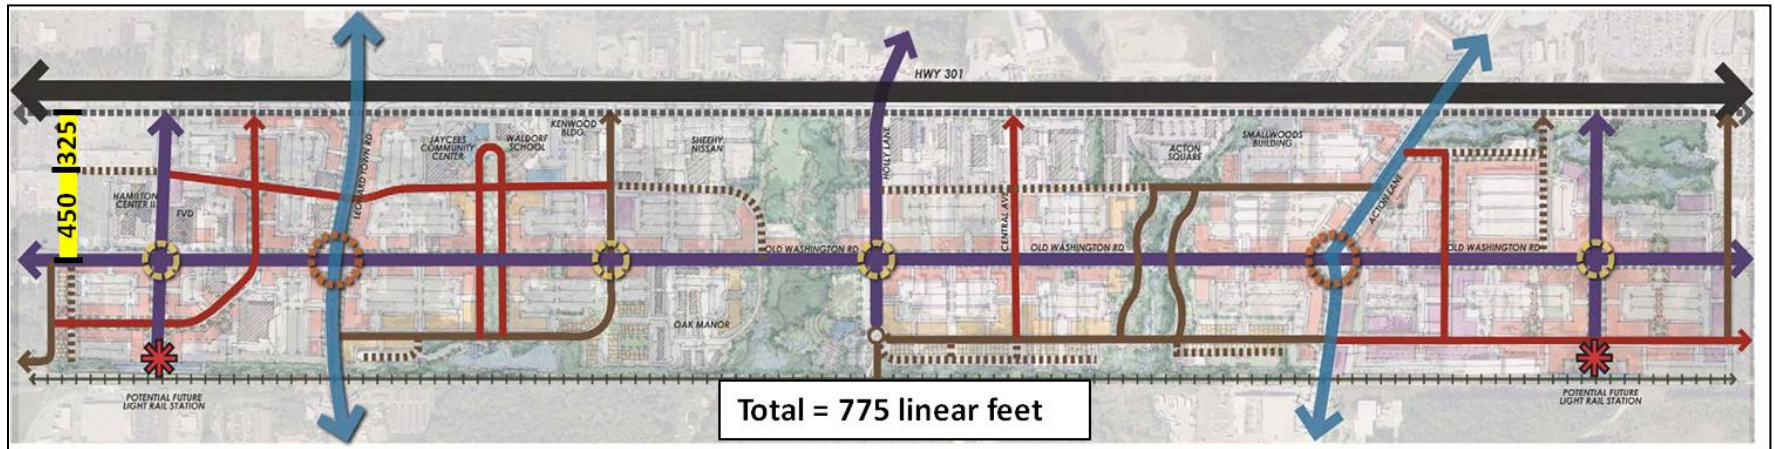 HWY 301
325
450
LEONARD TOWN RD
JAYCEES
COMMUNITY
CENTER
WALDORF
SCHOOL
KENWOOD
BLDG.
SHEEHY
NISSAN
HOLLY LANE
CENTRAL AVE
ACTON
SQUARE
SMALLWOODS
BUILDING
ACTON LANE
HAMILTON
CENTER II
FVD
OLD WASHINGTON RD
OLD WASHINGTON RD
OLD WASHINGTON RD
OAK MANOR
POTENTIAL FUTURE
LIGHT RAIL STATION
Total = 775 linear feet
POTENTIAL FUTURE
LIGHT RAIL STATION